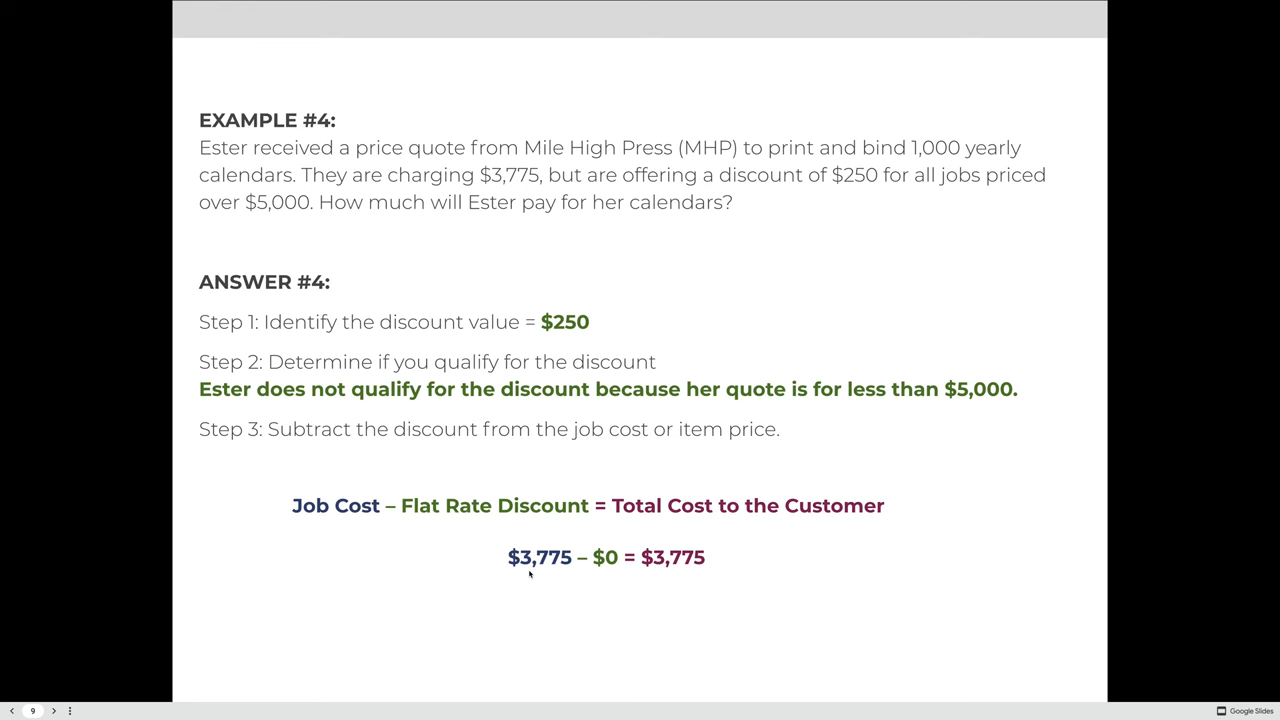 EXAMPLE #4:
Ester received a price quote from Mile High Press (MHP) to print and bind 1,000 yearly
calendars. They are charging $3,775, but are offering a discount of $250 for all jobs priced
over $5,000. How much will Ester pay for her calendars?
ANSWER #4:
Step 1: Identify the discount value = $250
Step 2: Determine if you qualify for the discount
Ester does not qualify for the discount because her quote is for less than $5,000.
Step 3: Subtract the discount from the job cost or item price.
Job Cost – Flat Rate Discount = Total Cost to the Customer
$3,775 – $0 = $3,775
9
Google Slides